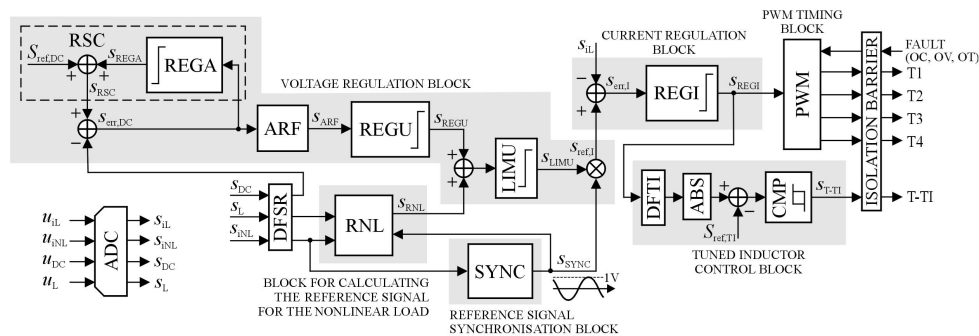 PWM TIMING
BLOCK
RSC
S_ref,DC
s_REGA
REGA
+
+
s_RSC
s_iL
CURRENT REGULATION
BLOCK
FAULT
(OC, OV, OT)
VOLTAGE REGULATION BLOCK
−
+
s_err,I
REGI
s_REGI
PWM
ISOLATION BARRIER
T1
T2
T3
T4
+
−
s_err,DC
ARF
s_ARF
REGU
s_REGU
+
+
LIMU
s_LIMU
s_ref,I
s_DC
s_L
s_iNL
DFSR
RNL
s_RNL
DFTI
ABS
+
−
S_ref,TI
CMP
s_T-TI
T-TI
TUNED INDUCTOR
CONTROL BLOCK
u_iL
u_iNL
u_DC
u_L
ADC
s_iL
s_iNL
s_DC
s_L
SYNC
s_SYNC
1V
BLOCK FOR CALCULATING
THE REFERENCE SIGNAL
FOR THE NONLINEAR LOAD
REFERENCE SIGNAL
SYNCHRONISATION BLOCK